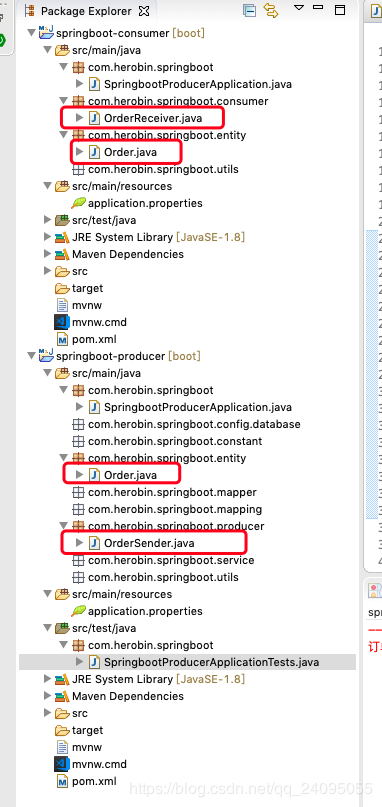 Package Explorer
springboot-consumer [boot]
src/main/java
com.herobin.springboot
SpringbootProducerApplication.java
com.herobin.springboot.consumer
OrderReceiver.java
com.herobin.springboot.entity
Order.java
com.herobin.springboot.utils
src/main/resources
application.properties
src/test/java
JRE System Library [JavaSE-1.8]
Maven Dependencies
src
target
mvnw
mvnw.cmd
pom.xml
springboot-producer [boot]
src/main/java
com.herobin.springboot
SpringbootProducerApplication.java
com.herobin.springboot.config.database
com.herobin.springboot.constant
com.herobin.springboot.entity
Order.java
com.herobin.springboot.mapper
com.herobin.springboot.mapping
com.herobin.springboot.producer
OrderSender.java
com.herobin.springboot.service
com.herobin.springboot.utils
src/main/resources
application.properties
src/test/java
com.herobin.springboot
SpringbootProducerApplicationTests.java
JRE System Library [JavaSE-1.8]
Maven Dependencies
src
target
mvnw
mvnw.cmd
pom.xml
https://blog.csdn.net/qq_24095055